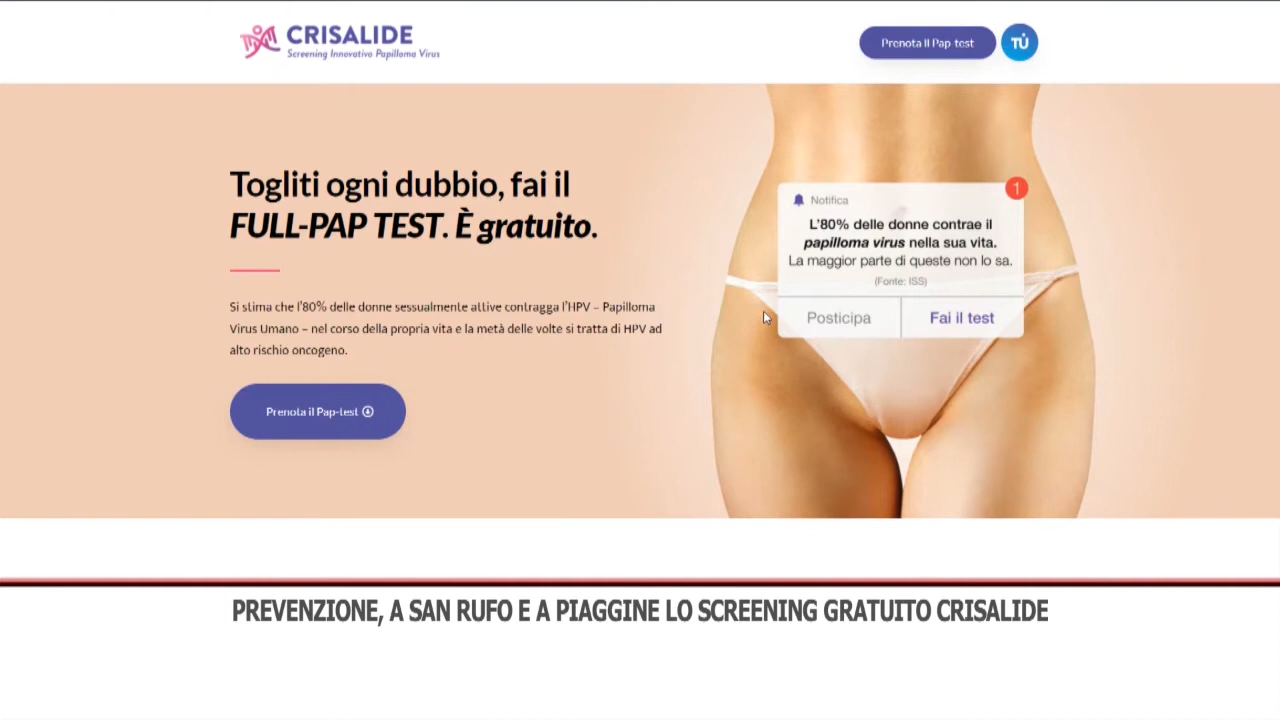 CRISALIDE
Screening Innovativo Papilloma Virus
Prenota il Pap-test
TÙ
Togliti ogni dubbio, fai il
FULL-PAP TEST. È gratuito.
Si stima che l'80% delle donne sessualmente attive contragga l'HPV – Papilloma
Virus Umano – nel corso della propria vita e la metà delle volte si tratta di HPV ad
alto rischio oncogeno.
Prenota il Pap-test
1
Notifica
L'80% delle donne contrae il
papilloma virus nella sua vita.
La maggior parte di queste non lo sa.
(Fonte: ISS)
Posticipa
Fai il test
PREVENZIONE, A SAN RUFO E A PIAGGINE LO SCREENING GRATUITO CRISALIDE